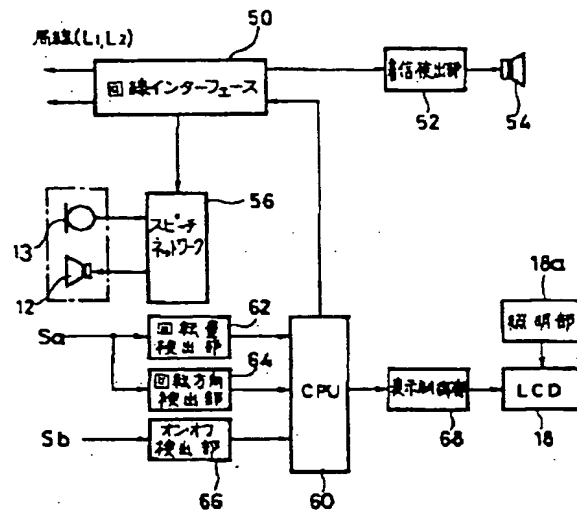 局線(L1,L2)
50
回線インターフェース
着信検出部
52
54
56
スピーチ
ネットワーク
13
12
Sa
62
回転量
検出部
64
回転方向
検出部
Sb
オン・オフ
検出部
66
CPU
60
表示制御部
68
18a
照明部
LCD
18